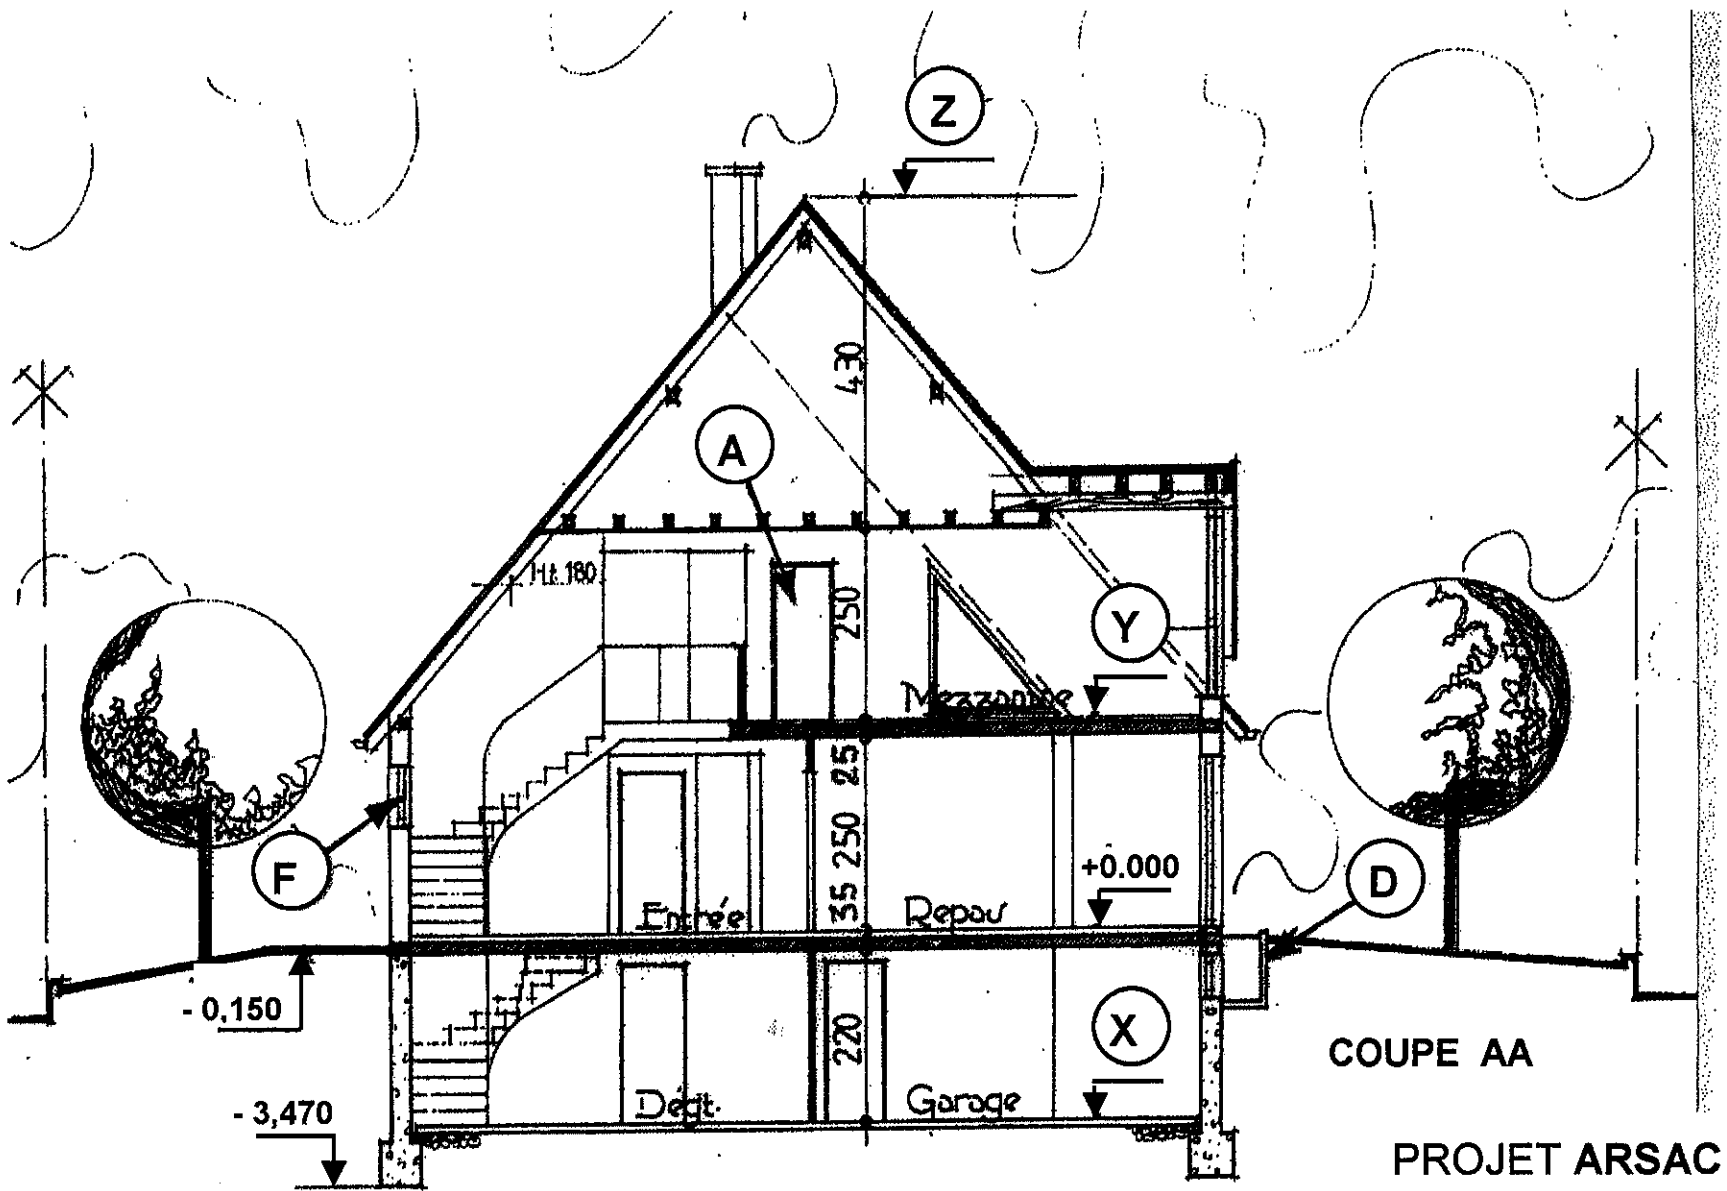 Z
430
A
Ht. 180
250
Y
Mezzanine
25
250
F
+0.000
D
35
Entrée
Repas
- 0,150
X
220
COUPE AA
- 3,470
Dégt.
Garage
PROJET ARSAC